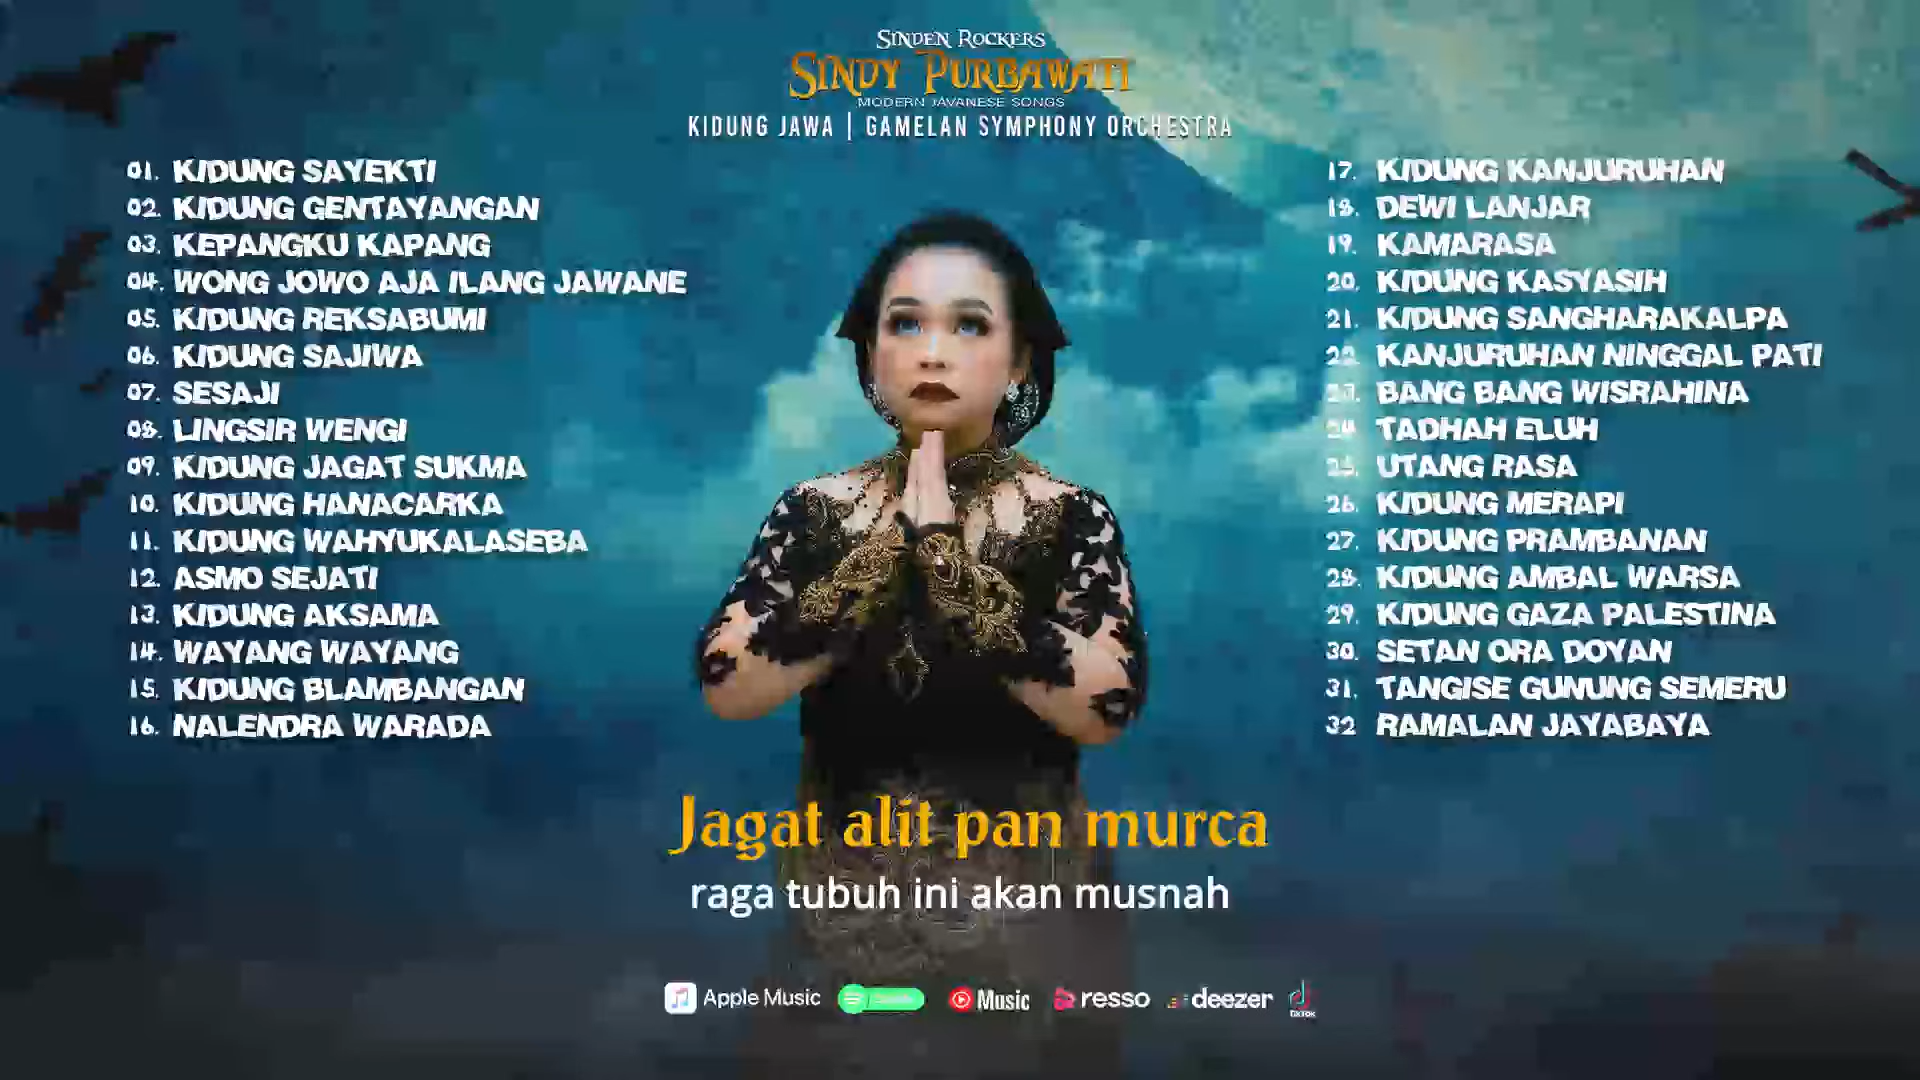 SINDEN ROCKERS
SINDY PURBAWATI
MODERN JAVANESE SONGS
KIDUNG JAWA | GAMELAN SYMPHONY ORCHESTRA
01. KIDUNG SAYEKTI
02. KIDUNG GENTAYANGAN
03. KEPANGKU KAPANG
04. WONG JOWO AJA ILANG JAWANE
05. KIDUNG REKSABUMI
06. KIDUNG SAJIWA
07. SESAJI
08. LINGSIR WENGI
09. KIDUNG JAGAT SUKMA
10. KIDUNG HANACARKA
11. KIDUNG WAHYUKALASEBA
12. ASMO SEJATI
13. KIDUNG AKSAMA
14. WAYANG WAYANG
15. KIDUNG BLAMBANGAN
16. NALENDRA WARADA
17. KIDUNG KANJURUHAN
18. DEWI LANJAR
19. KAMARASA
20. KIDUNG KASYASIH
21. KIDUNG SANGHARAKALPA
22. KANJURUHAN NINGGAL PATI
23. BANG BANG WISRAHINA
24. TADHAH ELUH
25. UTANG RASA
26. KIDUNG MERAPI
27. KIDUNG PRAMBANAN
28. KIDUNG AMBAL WARSA
29. KIDUNG GAZA PALESTINA
30. SETAN ORA DOYAN
31. TANGISE GUNUNG SEMERU
32 RAMALAN JAYABAYA
Jagat alit pan murca
raga tubuh ini akan musnah
Apple Music Music resso deezer TikTok